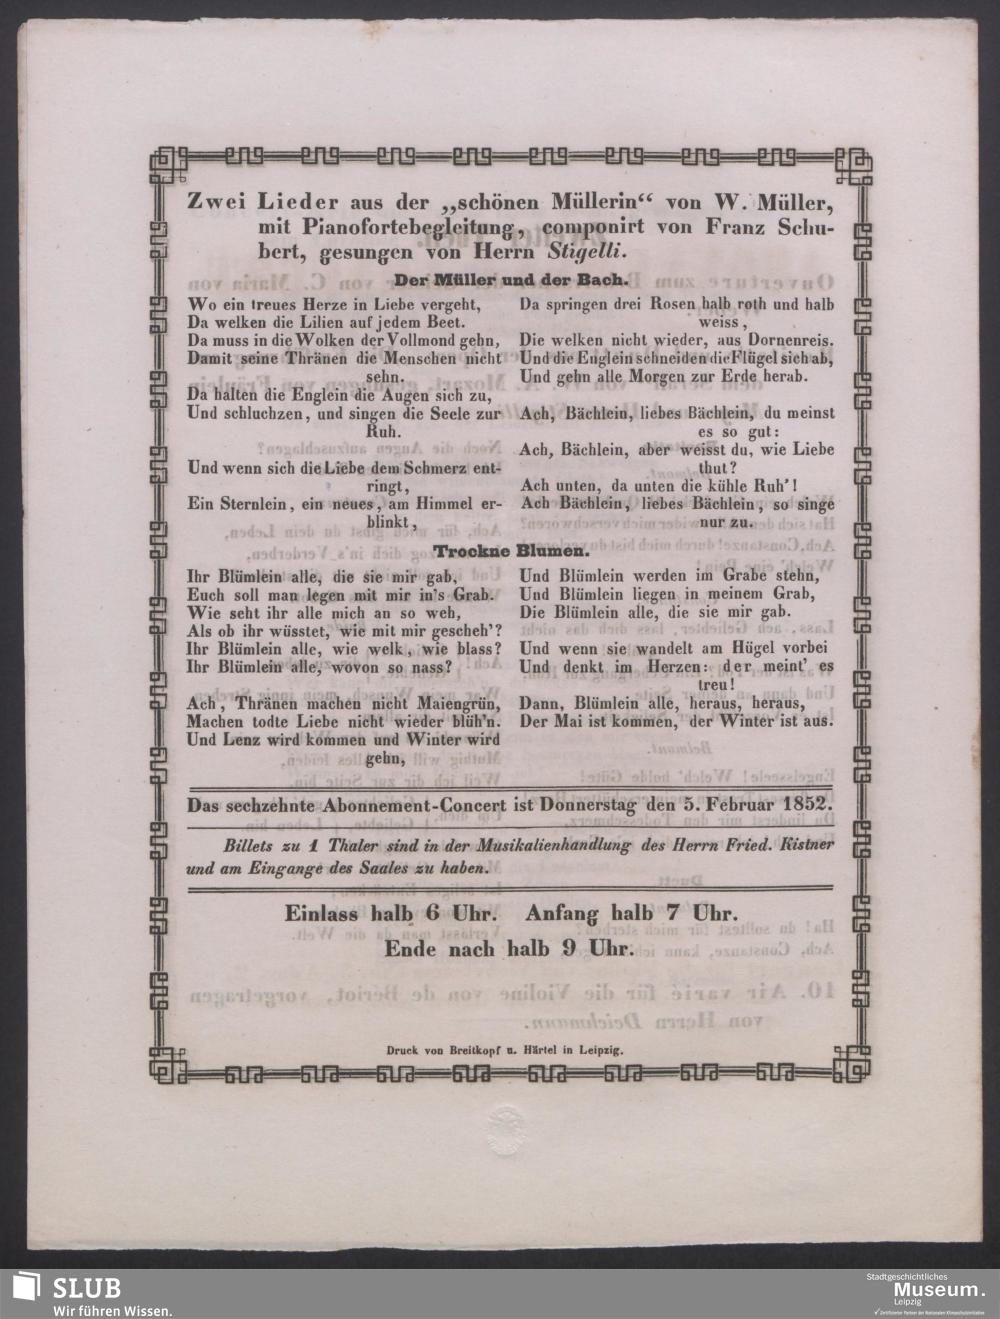 Zwei Lieder aus der „schönen Müllerin“ von W. Müller,
mit Pianofortebegleitung, componirt von Franz Schu-
bert, gesungen von Herrn Stigelli.
Der Müller und der Bach.
Wo ein treues Herze in Liebe vergeht,
Da welken die Lilien auf jedem Beet.
Da muss in die Wolken der Vollmond gehn,
Damit seine Thränen die Menschen nicht
sehn.
Da halten die Englein die Augen sich zu,
Und schluchzen, und singen die Seele zur
Ruh.
Und wenn sich die Liebe dem Schmerz ent-
ringt,
Ein Sternlein, ein neues, am Himmel er-
blinkt,
Da springen drei Rosen halb roth und halb
weiss,
Die welken nicht wieder, aus Dornenreis.
Und die Englein schneiden die Flügel sich ab,
Und gehn alle Morgen zur Erde herab.
Ach, Bächlein, liebes Bächlein, du meinst
es so gut:
Ach, Bächlein, aber weisst du, wie Liebe
thut?
Ach unten, da unten die kühle Ruh'!
Ach Bächlein, liebes Bächlein, so singe
nur zu.
Trockne Blumen.
Ihr Blümlein alle, die sie mir gab,
Euch soll man legen mit mir in's Grab.
Wie seht ihr alle mich an so weh,
Als ob ihr wüsstet, wie mit mir gescheh'?
Ihr Blümlein alle, wie welk, wie blass?
Ihr Blümlein alle, wovon so nass?
Ach, Thränen machen nicht Maiengrün,
Machen todte Liebe nicht wieder blüh'n.
Und Lenz wird kommen und Winter wird
gehn,
Und Blümlein werden im Grabe stehn,
Und Blümlein liegen in meinem Grab,
Die Blümlein alle, die sie mir gab.
Und wenn sie wandelt am Hügel vorbei
Und denkt im Herzen: der meint' es
treu!
Dann, Blümlein alle, heraus, heraus,
Der Mai ist kommen, der Winter ist aus.
Das sechzehnte Abonnement-Concert ist Donnerstag den 5. Februar 1852.
Billets zu 1 Thaler sind in der Musikalienhandlung des Herrn Fried. Kistner
und am Eingange des Saales zu haben.
Einlass halb 6 Uhr. Anfang halb 7 Uhr.
Ende nach halb 9 Uhr.
Druck von Breitkopf u. Härtel in Leipzig.
SLUB
Wir führen Wissen.
Stadtgeschichtliches
Museum.
Leipzig
Zertifizierter Partner der Nationalen Klimaschutzinitiative